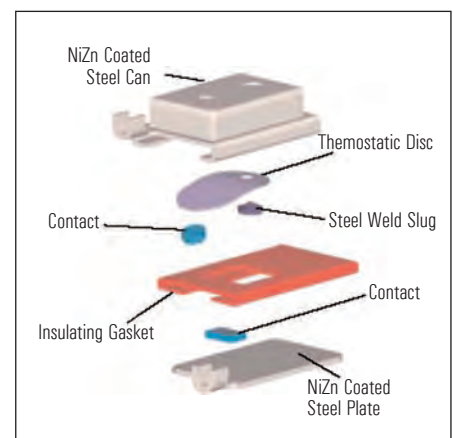 NiZn Coated
Steel Can
Themostatic Disc
Contact
Steel Weld Slug
Contact
Insulating Gasket
NiZn Coated
Steel Plate